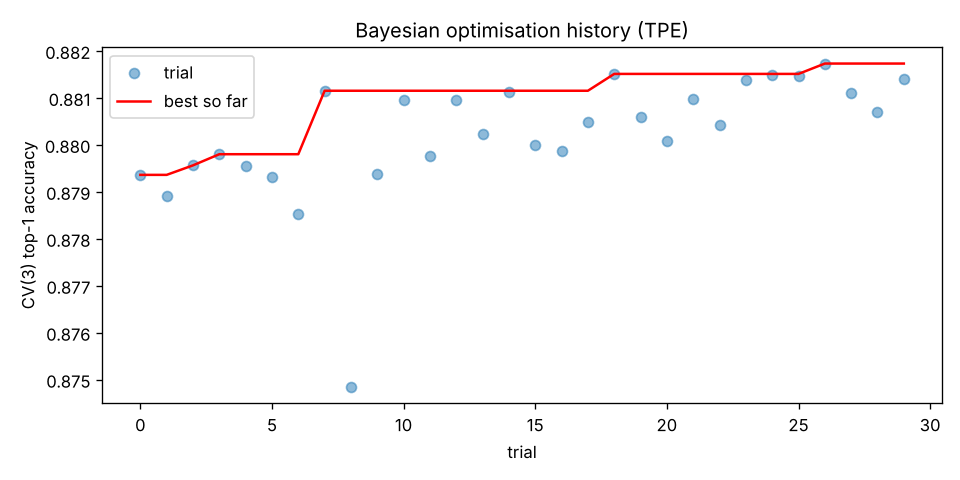 Bayesian optimisation history (TPE)
trial
best so far
CV(3) top-1 accuracy
0.882
0.881
0.880
0.879
0.878
0.877
0.876
0.875
0 5 10 15 20 25 30
trial